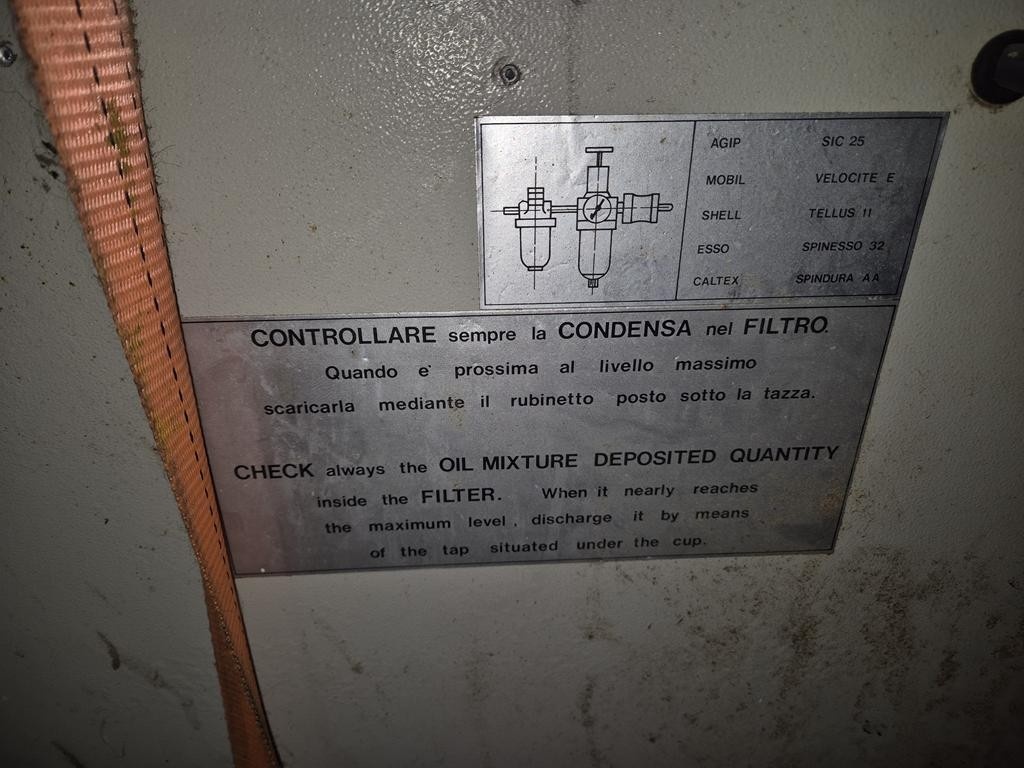 AGIP SIC 25
MOBIL VELOCITE E
SHELL TELLUS 11
ESSO SPINESSO 32
CALTEX SPINDURA AA
CONTROLLARE sempre la CONDENSA nel FILTRO.
Quando e' prossima al livello massimo
scaricarla mediante il rubinetto posto sotto la tazza.
CHECK always the OIL MIXTURE DEPOSITED QUANTITY
inside the FILTER. When it nearly reaches
the maximum level, discharge it by means
of the tap situated under the cup.